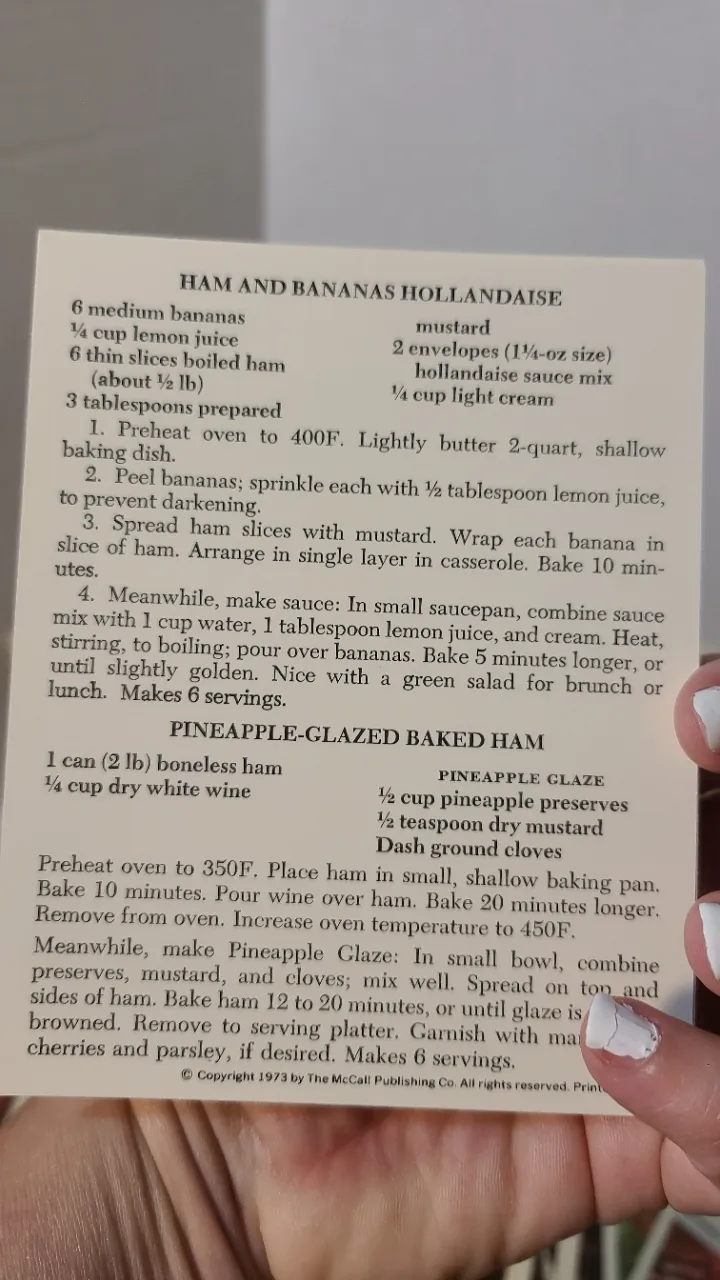 HAM AND BANANAS HOLLANDAISE
6 medium bananas
¼ cup lemon juice
6 thin slices boiled ham
(about ½ lb)
3 tablespoons prepared
mustard
2 envelopes (1¼-oz size)
hollandaise sauce mix
¼ cup light cream
1. Preheat oven to 400F. Lightly butter 2-quart, shallow
baking dish.
2. Peel bananas; sprinkle each with ½ tablespoon lemon juice,
to prevent darkening.
3. Spread ham slices with mustard. Wrap each banana in
slice of ham. Arrange in single layer in casserole. Bake 10 min-
utes.
4. Meanwhile, make sauce: In small saucepan, combine sauce
mix with 1 cup water, 1 tablespoon lemon juice, and cream. Heat,
stirring, to boiling; pour over bananas. Bake 5 minutes longer, or
until slightly golden. Nice with a green salad for brunch or
lunch. Makes 6 servings.
PINEAPPLE-GLAZED BAKED HAM
1 can (2 lb) boneless ham
¼ cup dry white wine
PINEAPPLE GLAZE
½ cup pineapple preserves
½ teaspoon dry mustard
Dash ground cloves
Preheat oven to 350F. Place ham in small, shallow baking pan.
Bake 10 minutes. Pour wine over ham. Bake 20 minutes longer.
Remove from oven. Increase oven temperature to 450F.
Meanwhile, make Pineapple Glaze: In small bowl, combine
preserves, mustard, and cloves; mix well. Spread on top and
sides of ham. Bake ham 12 to 20 minutes, or until glaze is
browned. Remove to serving platter. Garnish with
cherries and parsley, if desired. Makes 6 servings.
© Copyright 1973 by The McCall Publishing Co. All rights reserved.